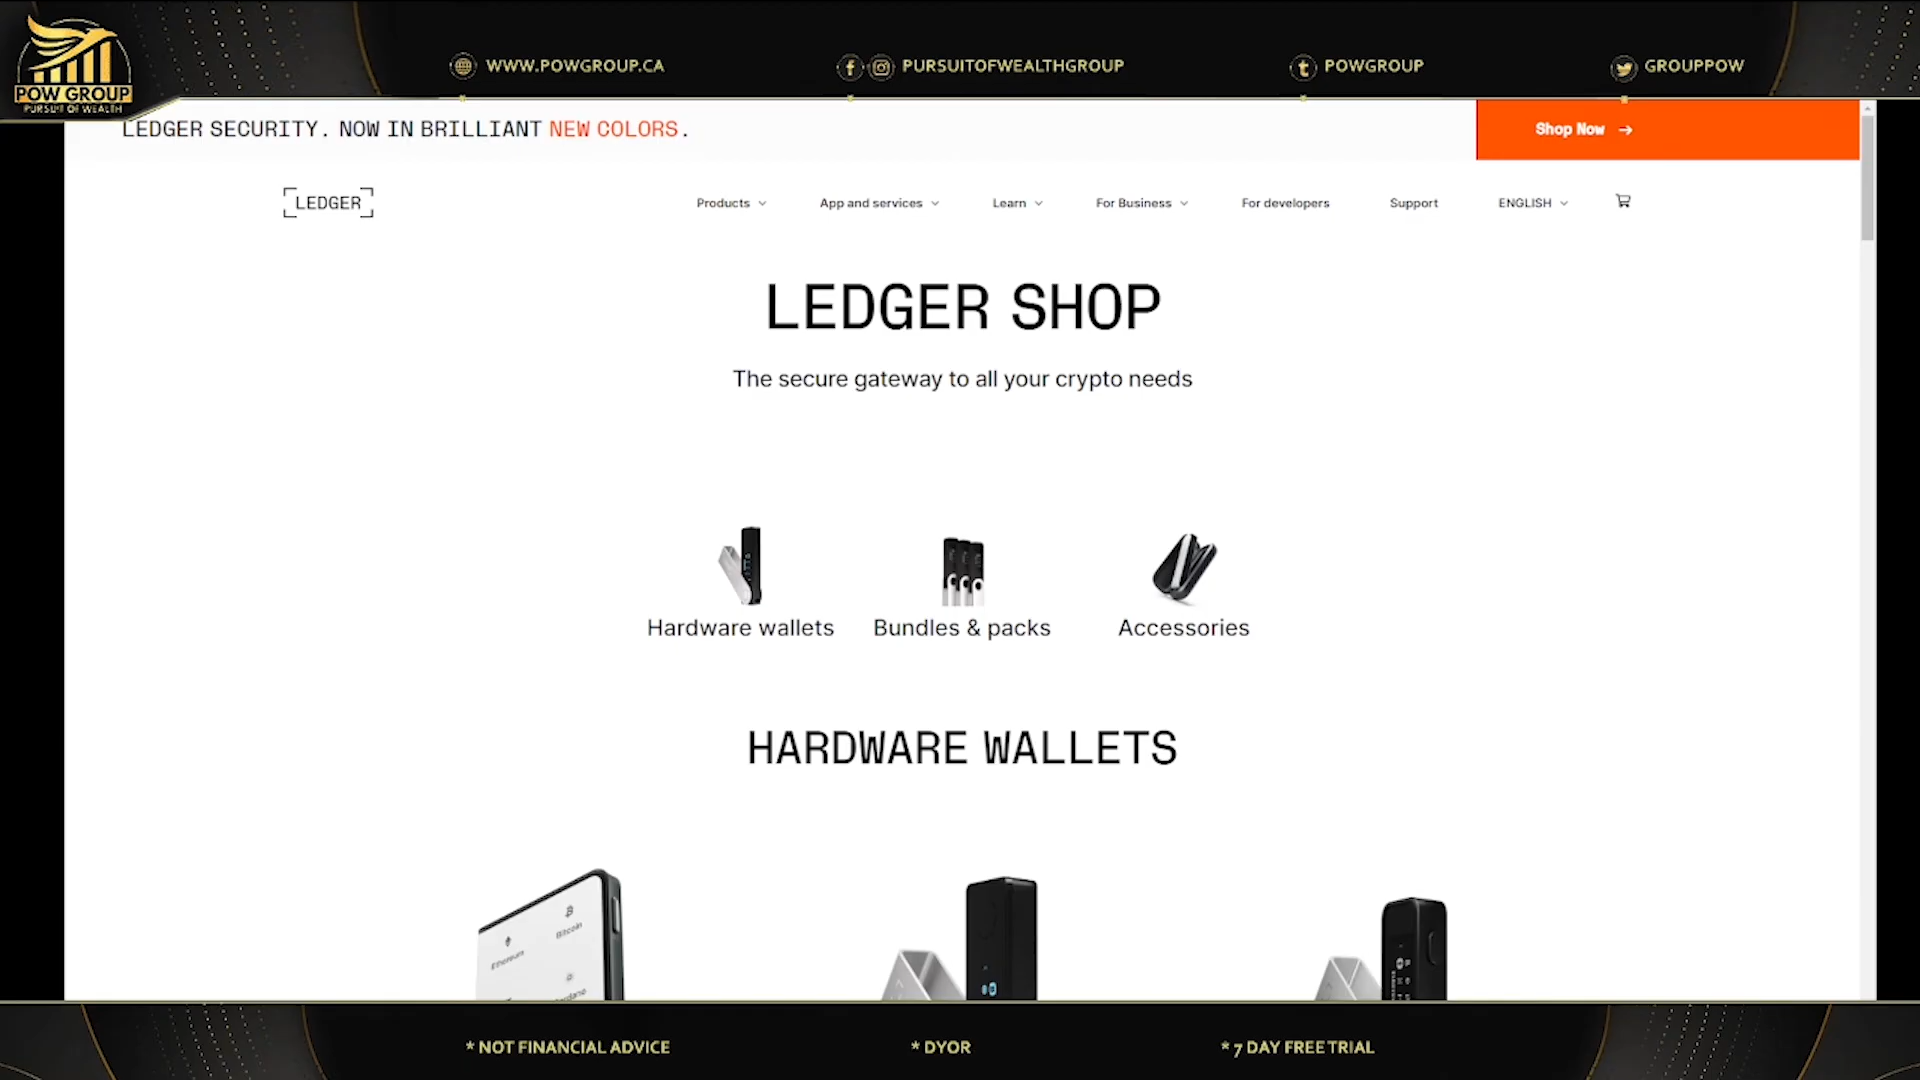 POW GROUP
PURSUIT OF WEALTH
WWW.POWGROUP.CA
PURSUITOFWEALTHGROUP
POWGROUP
GROUPPOW
LEDGER SECURITY. NOW IN BRILLIANT NEW COLORS.
Shop Now
LEDGER
Products
App and services
Learn
For Business
For developers
Support
ENGLISH
LEDGER SHOP
The secure gateway to all your crypto needs
Hardware wallets
Bundles & packs
Accessories
HARDWARE WALLETS
Bitcoin
Ethereum
* NOT FINANCIAL ADVICE
* DYOR
* 7 DAY FREE TRIAL